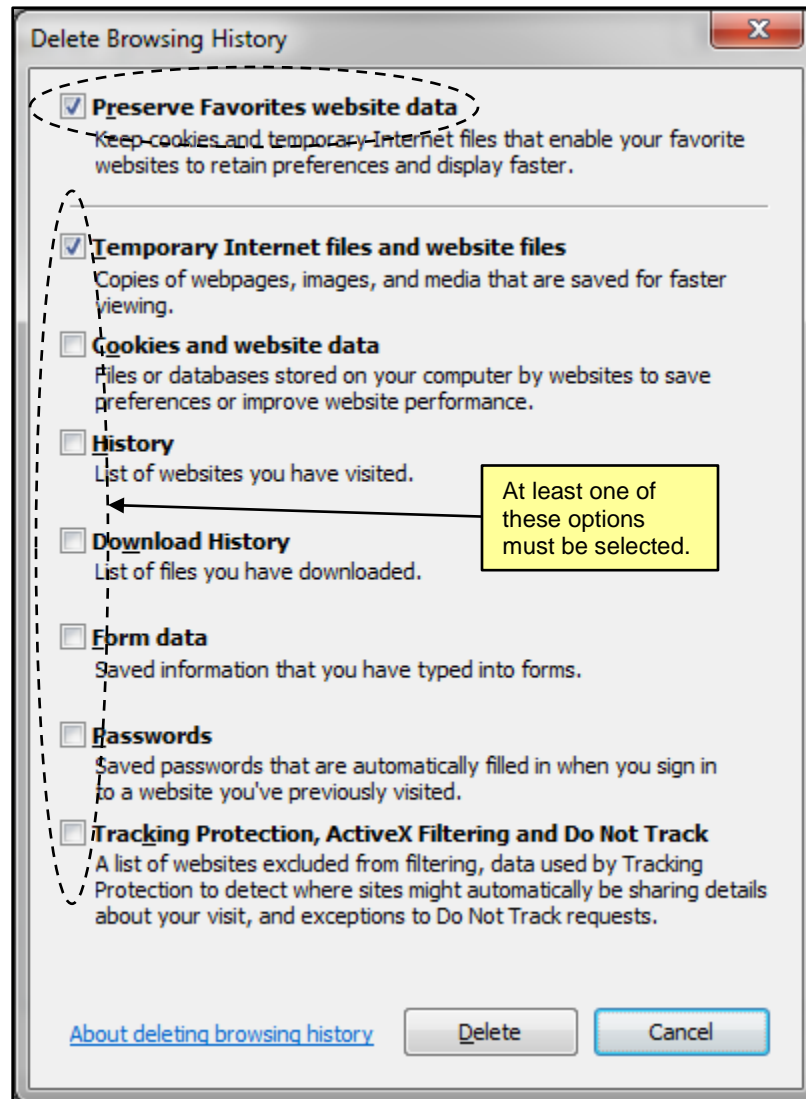 Delete Browsing History
Preserve Favorites website data
Keep cookies and temporary Internet files that enable your favorite
websites to retain preferences and display faster.
Temporary Internet files and website files
Copies of webpages, images, and media that are saved for faster
viewing.
Cookies and website data
Files or databases stored on your computer by websites to save
preferences or improve website performance.
History
List of websites you have visited.
At least one of
these options
must be selected.
Download History
List of files you have downloaded.
Form data
Saved information that you have typed into forms.
Passwords
Saved passwords that are automatically filled in when you sign in
to a website you've previously visited.
Tracking Protection, ActiveX Filtering and Do Not Track
A list of websites excluded from filtering, data used by Tracking
Protection to detect where sites might automatically be sharing details
about your visit, and exceptions to Do Not Track requests.
About deleting browsing history
Delete
Cancel